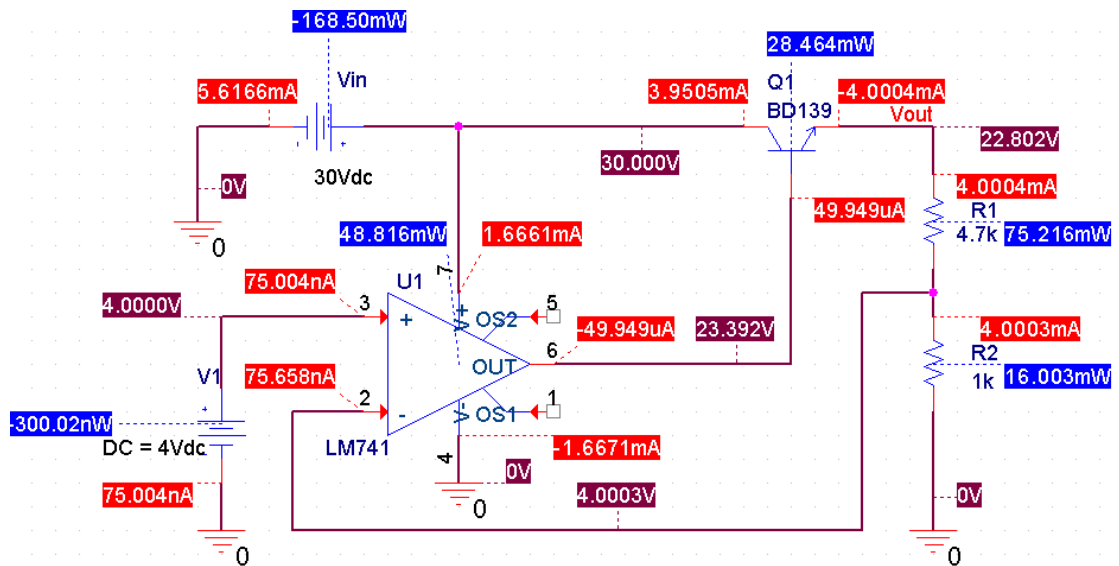 -168.50mW
28.464mW
Vin
Q1
5.6166mA
3.9505mA
-4.0004mA
BD139
Vout
22.802V
30.000V
30Vdc
0V
4.0004mA
49.949uA
R1
48.816mW
1.6661mA
4.7k
75.216mW
0
7
75.004nA
U1
4.0000V
3
+
V+
OS2
5
-49.949uA
23.392V
4.0003mA
6
OUT
R2
V1
75.658nA
1k
16.003mW
2
-
V-
OS1
1
-300.02nW
DC = 4Vdc
LM741
4
-1.6671mA
0V
75.004nA
0
4.0003V
0V
0
0